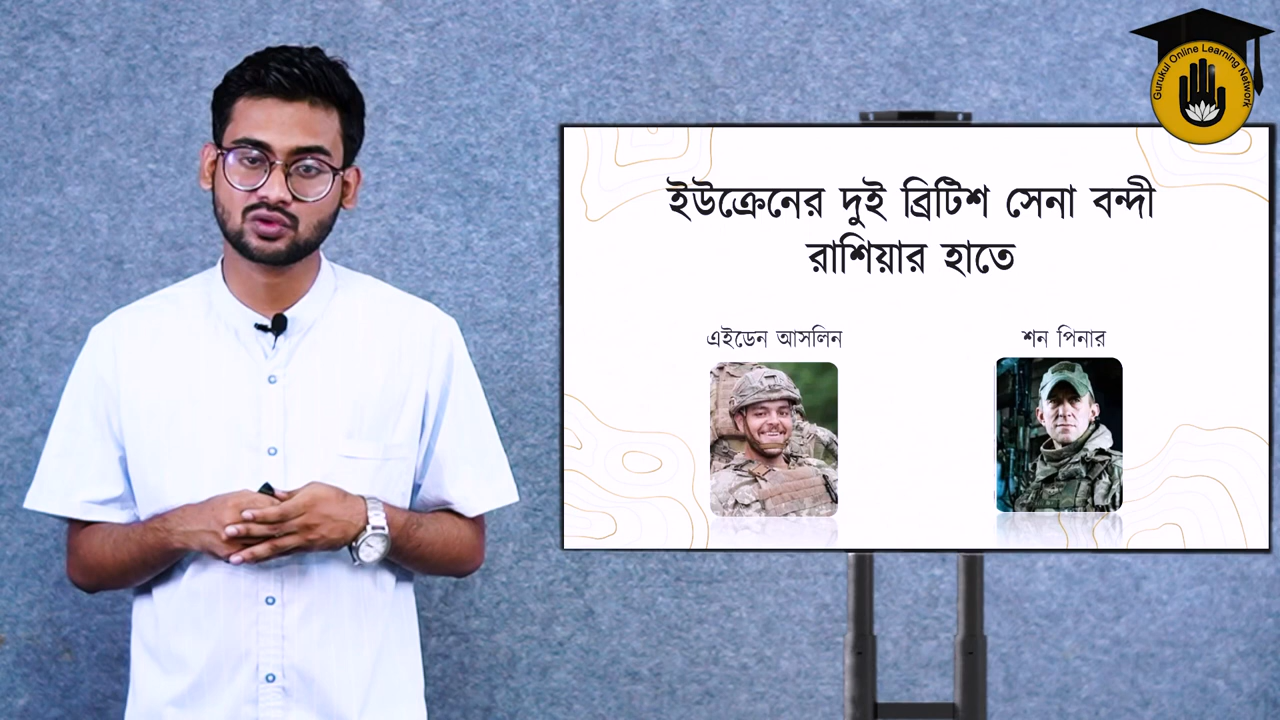 Gurukul Online Learning Network
ইউক্রেনের দুই ব্রিটিশ সেনা বন্দী
রাশিয়ার হাতে
এইডেন আসলিন
শন পিনার